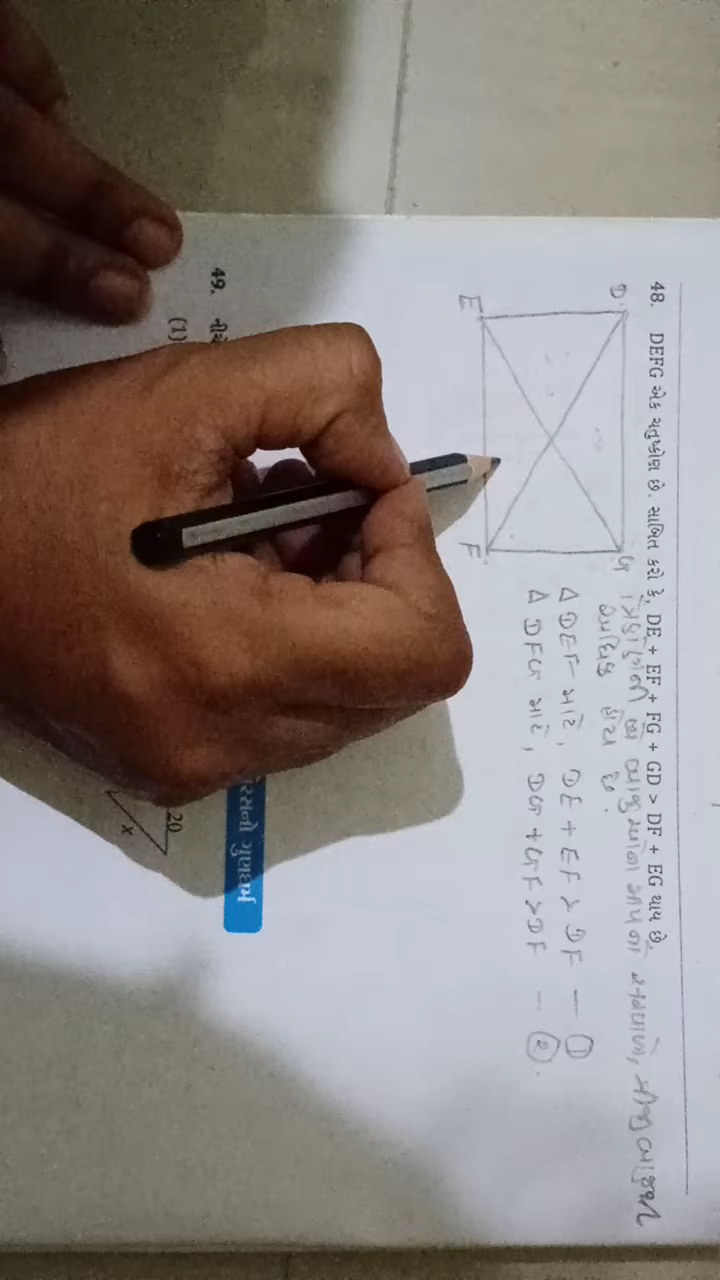 48. DEFG એક ચતુષ્કોણ છે. સાબિત કરો કે, DE + EF + FG + GD > DF + EG થાય છે.
ત્રિકોણની બે બાજુઓના માપનો સરવાળો, ત્રીજી બાજુથી
અધિક હોય છે.
D G
E F
Δ DEF માટે, DE + EF > DF — ①
Δ DFG માટે, DG + GF > DF — ②.
49.
(1)
ગુણધર્મ
20
x